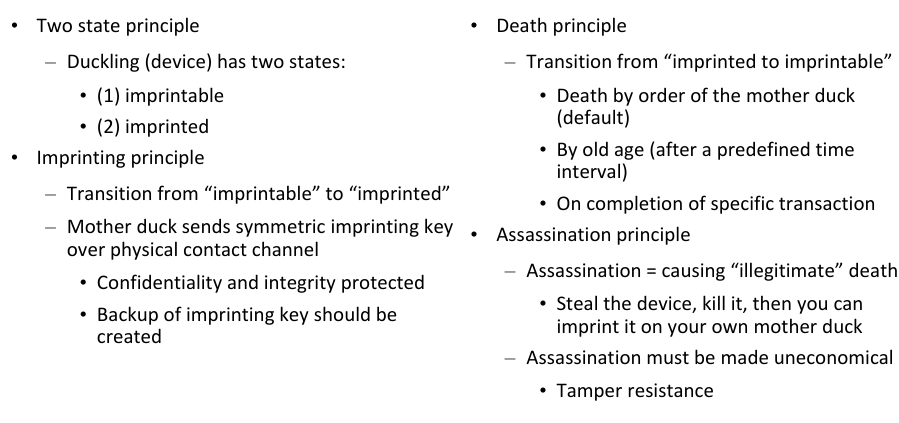 • Two state principle
– Duckling (device) has two states:
• (1) imprintable
• (2) imprinted
• Imprinting principle
– Transition from “imprintable” to “imprinted”
– Mother duck sends symmetric imprinting key
over physical contact channel
• Confidentiality and integrity protected
• Backup of imprinting key should be
created
• Death principle
– Transition from “imprinted to imprintable”
• Death by order of the mother duck
(default)
• By old age (after a predefined time
interval)
• On completion of specific transaction
• Assassination principle
– Assassination = causing “illegitimate” death
• Steal the device, kill it, then you can
imprint it on your own mother duck
– Assassination must be made uneconomical
• Tamper resistance